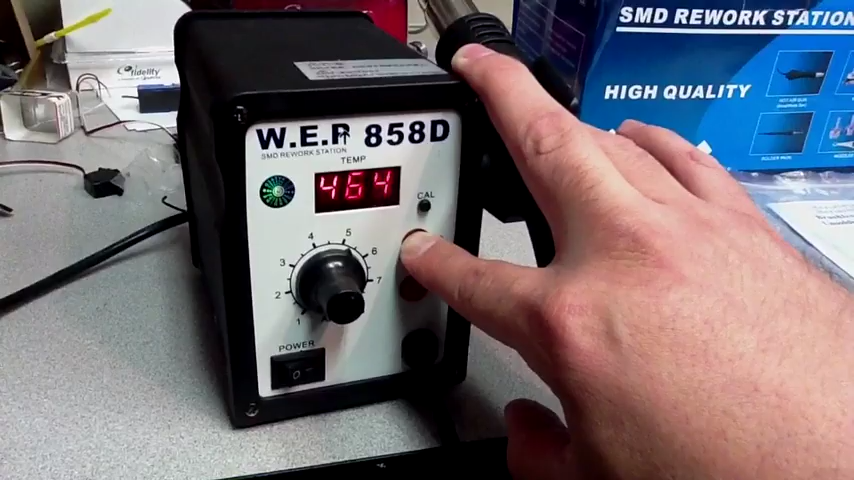 SMD REWORK STATION
HIGH QUALITY
fidelity
W.E.P 858D
SMD REWORK STATION
TEMP
464
CAL
1
2
3
4
5
6
7
POWER